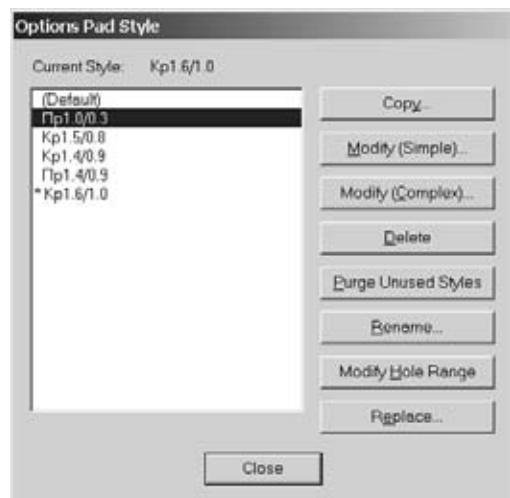 Options Pad Style
Current Style: Кр1.6/1.0
(Default)
Пр1.0/0.3
Кр1.5/0.8
Кр1.4/0.9
Пр1.4/0.9
* Кр1.6/1.0
Copy...
Modify (Simple)...
Modify (Complex)...
Delete
Purge Unused Styles
Rename...
Modify Hole Range
Replace...
Close